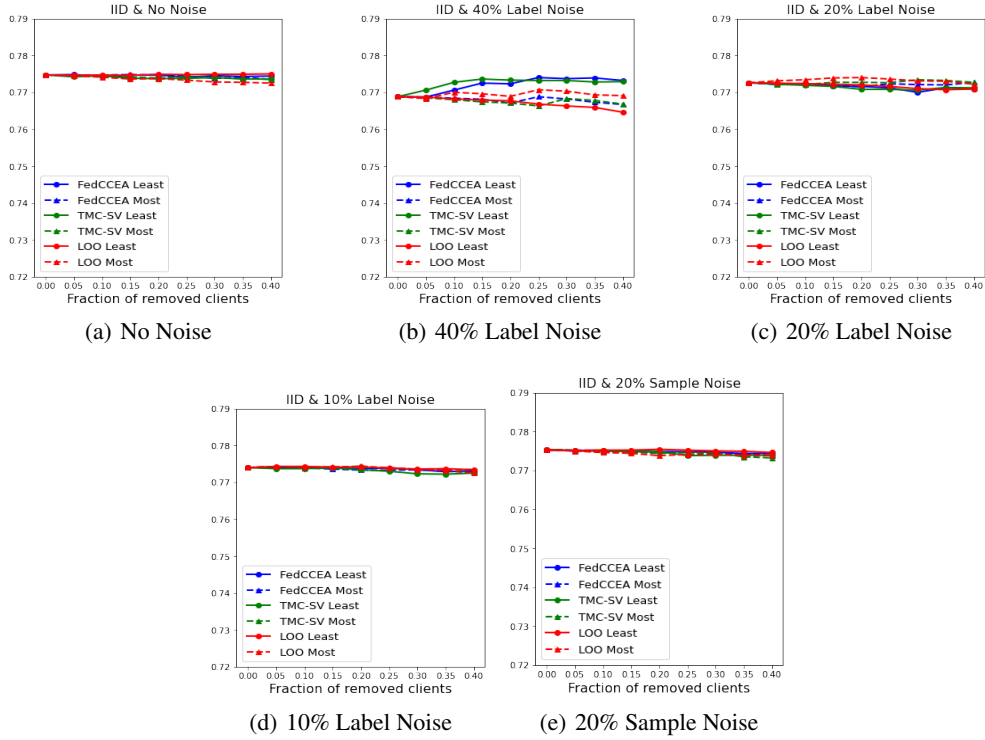 IID & No Noise
0.79
0.78
0.77
0.76
0.75
0.74
0.73
0.72
FedCCEA Least
FedCCEA Most
TMC-SV Least
TMC-SV Most
LOO Least
LOO Most
0.00 0.05 0.10 0.15 0.20 0.25 0.30 0.35 0.40
Fraction of removed clients
(a) No Noise
IID & 40% Label Noise
0.79
0.78
0.77
0.76
0.75
0.74
0.73
0.72
FedCCEA Least
FedCCEA Most
TMC-SV Least
TMC-SV Most
LOO Least
LOO Most
0.00 0.05 0.10 0.15 0.20 0.25 0.30 0.35 0.40
Fraction of removed clients
(b) 40% Label Noise
IID & 20% Label Noise
0.79
0.78
0.77
0.76
0.75
0.74
0.73
0.72
FedCCEA Least
FedCCEA Most
TMC-SV Least
TMC-SV Most
LOO Least
LOO Most
0.00 0.05 0.10 0.15 0.20 0.25 0.30 0.35 0.40
Fraction of removed clients
(c) 20% Label Noise
IID & 10% Label Noise
0.79
0.78
0.77
0.76
0.75
0.74
0.73
0.72
FedCCEA Least
FedCCEA Most
TMC-SV Least
TMC-SV Most
LOO Least
LOO Most
0.00 0.05 0.10 0.15 0.20 0.25 0.30 0.35 0.40
Fraction of removed clients
(d) 10% Label Noise
IID & 20% Sample Noise
0.79
0.78
0.77
0.76
0.75
0.74
0.73
0.72
FedCCEA Least
FedCCEA Most
TMC-SV Least
TMC-SV Most
LOO Least
LOO Most
0.00 0.05 0.10 0.15 0.20 0.25 0.30 0.35 0.40
Fraction of removed clients
(e) 20% Sample Noise